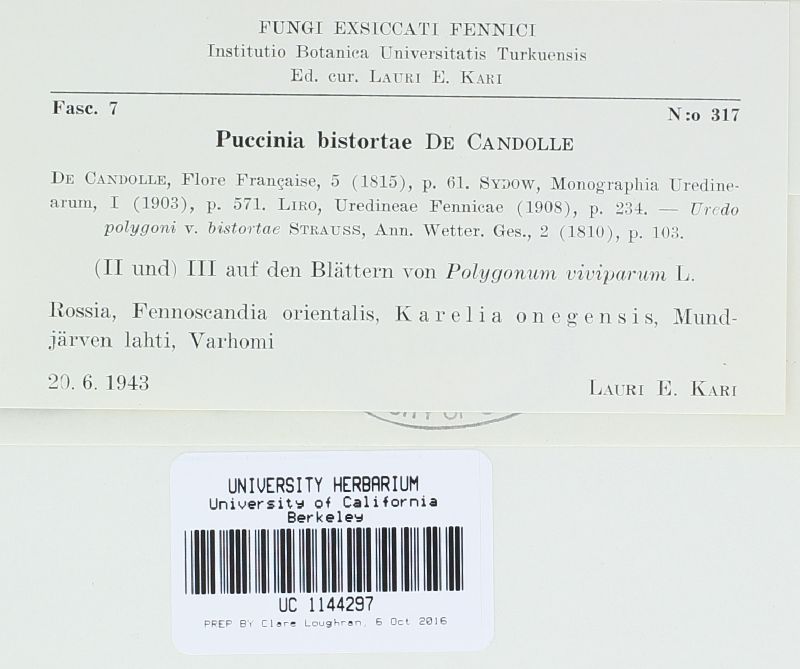 FUNGI EXSICCATI FENNICI
Institutio Botanica Universitatis Turkuensis
Ed. cur. LAURI E. KARI
Fasc. 7 N:o 317
Puccinia bistortae DE CANDOLLE
DE CANDOLLE, Flore Française, 5 (1815), p. 61. SYDOW, Monographia Uredine-
arum, I (1903), p. 571. LIRO, Uredineae Fennicae (1908), p. 234. — Uredo
polygoni v. bistortae STRAUSS, Ann. Wetter. Ges., 2 (1810), p. 103.
(II und) III auf den Blättern von Polygonum viviparum L.
Rossia, Fennoscandia orientalis, Karelia onegensis, Mund-
järven lahti, Varhomi
20. 6. 1943 LAURI E. KARI
UNIVERSITY HERBARIUM
University of California
Berkeley
UC 1144297
PREP BY Clare Loughran, 6 Oct 2016